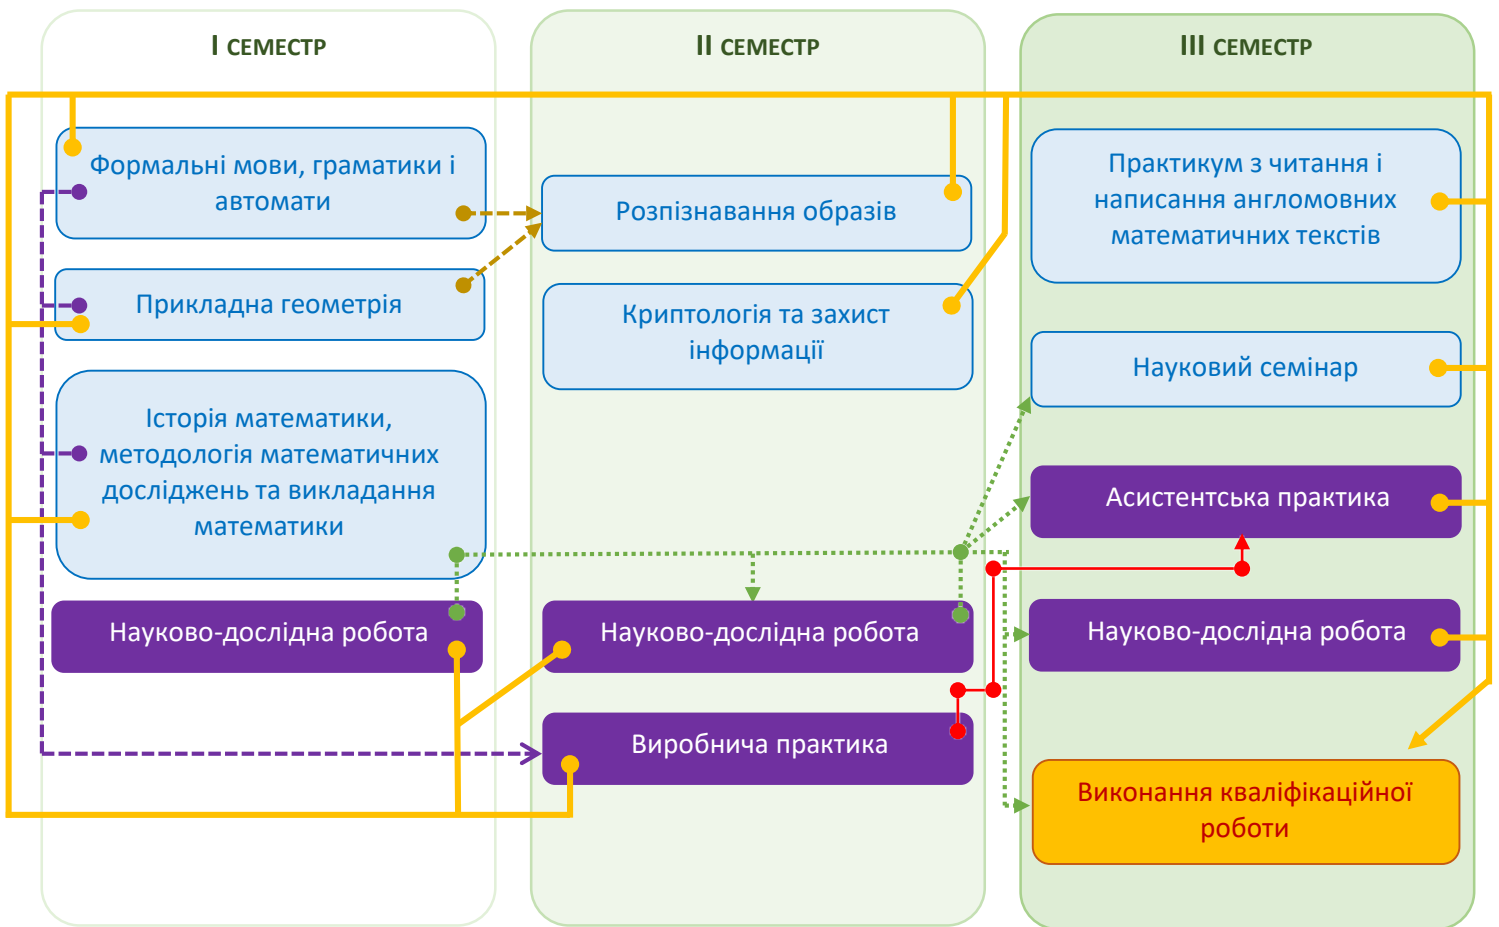 I СЕМЕСТР
Формальні мови, граматики і
автомати
Прикладна геометрія
Історія математики,
методологія математичних
досліджень та викладання
математики
Науково-дослідна робота
II СЕМЕСТР
Розпізнавання образів
Криптологія та захист
інформації
Науково-дослідна робота
Виробнича практика
III СЕМЕСТР
Практикум з читання і
написання англомовних
математичних текстів
Науковий семінар
Асистентська практика
Науково-дослідна робота
Виконання кваліфікаційної
роботи